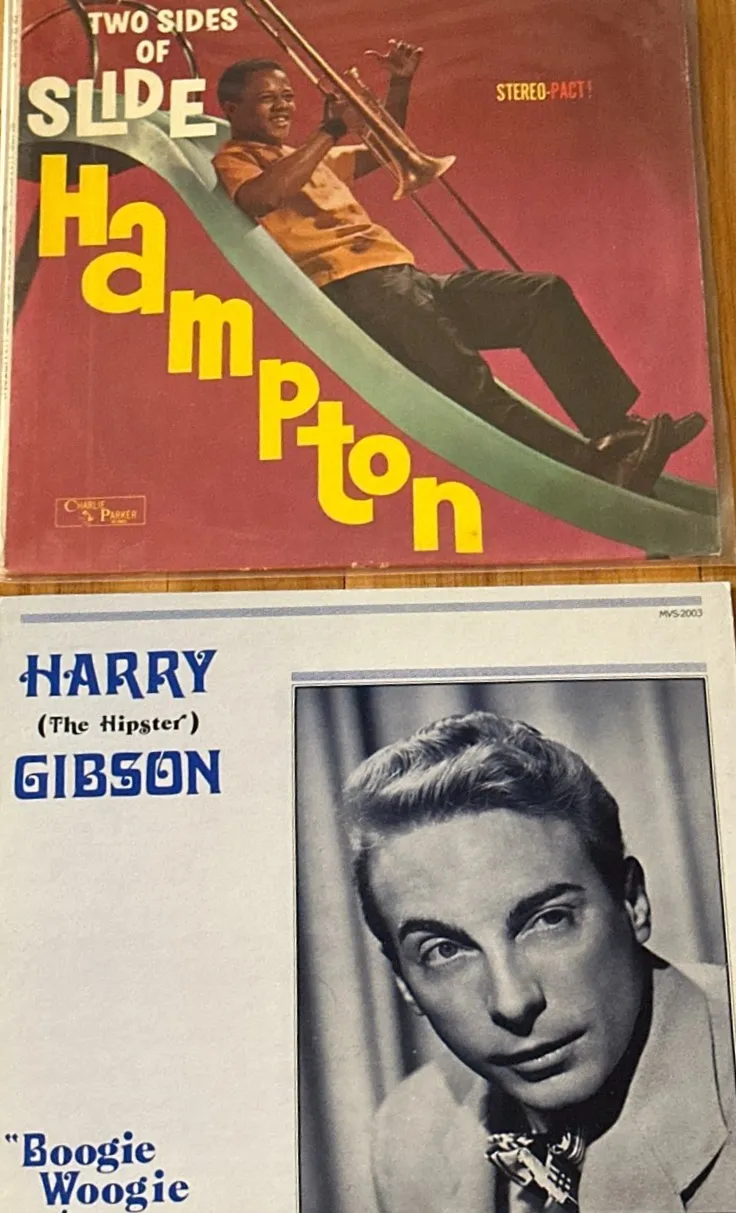 TWO SIDES
OF
SLIDE
Hampton
STEREO-PACT!
CHARLIE
PARKER
MVS-2003
HARRY
(The Hipster)
GIBSON
"Boogie
Woogie